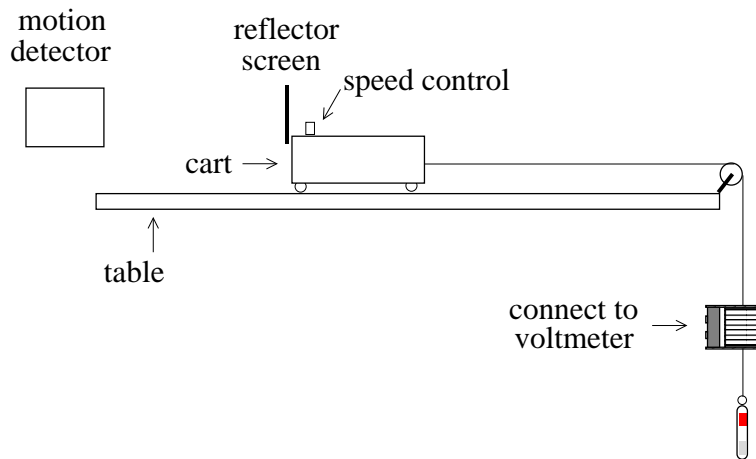 motion
detector
reflector
screen
speed control
cart
table
connect to
voltmeter